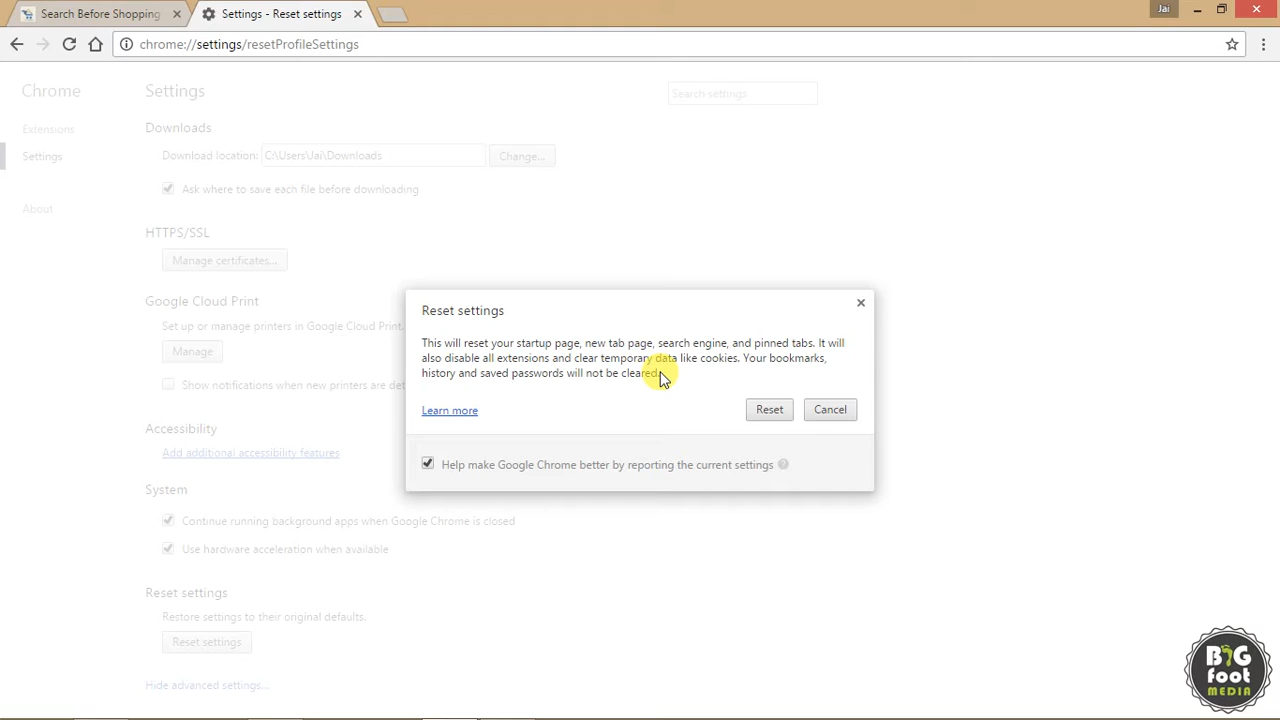 Search Before Shopping
Settings - Reset settings
Jai
chrome://settings/resetProfileSettings
Chrome
Settings
Search settings
Extensions
Settings
About
Downloads
Download location: C:\Users\Jai\Downloads Change...
Ask where to save each file before downloading
HTTPS/SSL
Manage certificates...
Google Cloud Print
Set up or manage printers in Google Cloud Print.
Manage
Show notifications when new printers are det
Accessibility
Add additional accessibility features
System
Continue running background apps when Google Chrome is closed
Use hardware acceleration when available
Reset settings
Restore settings to their original defaults.
Reset settings
Hide advanced settings...
Reset settings
This will reset your startup page, new tab page, search engine, and pinned tabs. It will
also disable all extensions and clear temporary data like cookies. Your bookmarks,
history and saved passwords will not be cleared.
Learn more
Reset Cancel
Help make Google Chrome better by reporting the current settings
BIG
foot
MEDIA